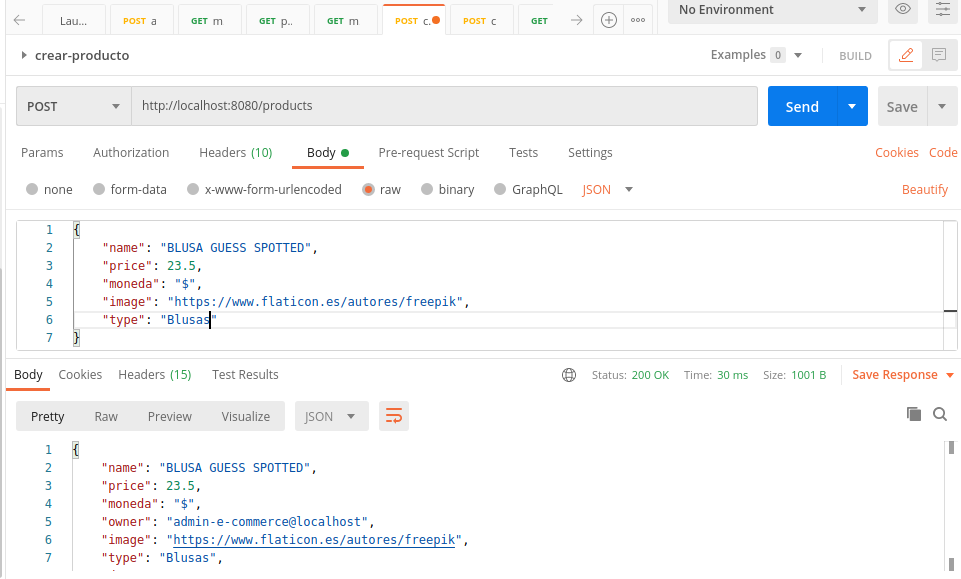 Lau... POST a GET m GET p.. GET m POST c. POST c GET No Environment
crear-producto Examples 0 BUILD
POST http://localhost:8080/products Send Save
Params Authorization Headers (10) Body Pre-request Script Tests Settings Cookies Code
none form-data x-www-form-urlencoded raw binary GraphQL JSON Beautify
1 {
2 "name": "BLUSA GUESS SPOTTED",
3 "price": 23.5,
4 "moneda": "$",
5 "image": "https://www.flaticon.es/autores/freepik",
6 "type": "Blusas"
7 }
Body Cookies Headers (15) Test Results Status: 200 OK Time: 30 ms Size: 1001 B Save Response
Pretty Raw Preview Visualize JSON
1 {
2 "name": "BLUSA GUESS SPOTTED",
3 "price": 23.5,
4 "moneda": "$",
5 "owner": "admin-e-commerce@localhost",
6 "image": "https://www.flaticon.es/autores/freepik",
7 "type": "Blusas",